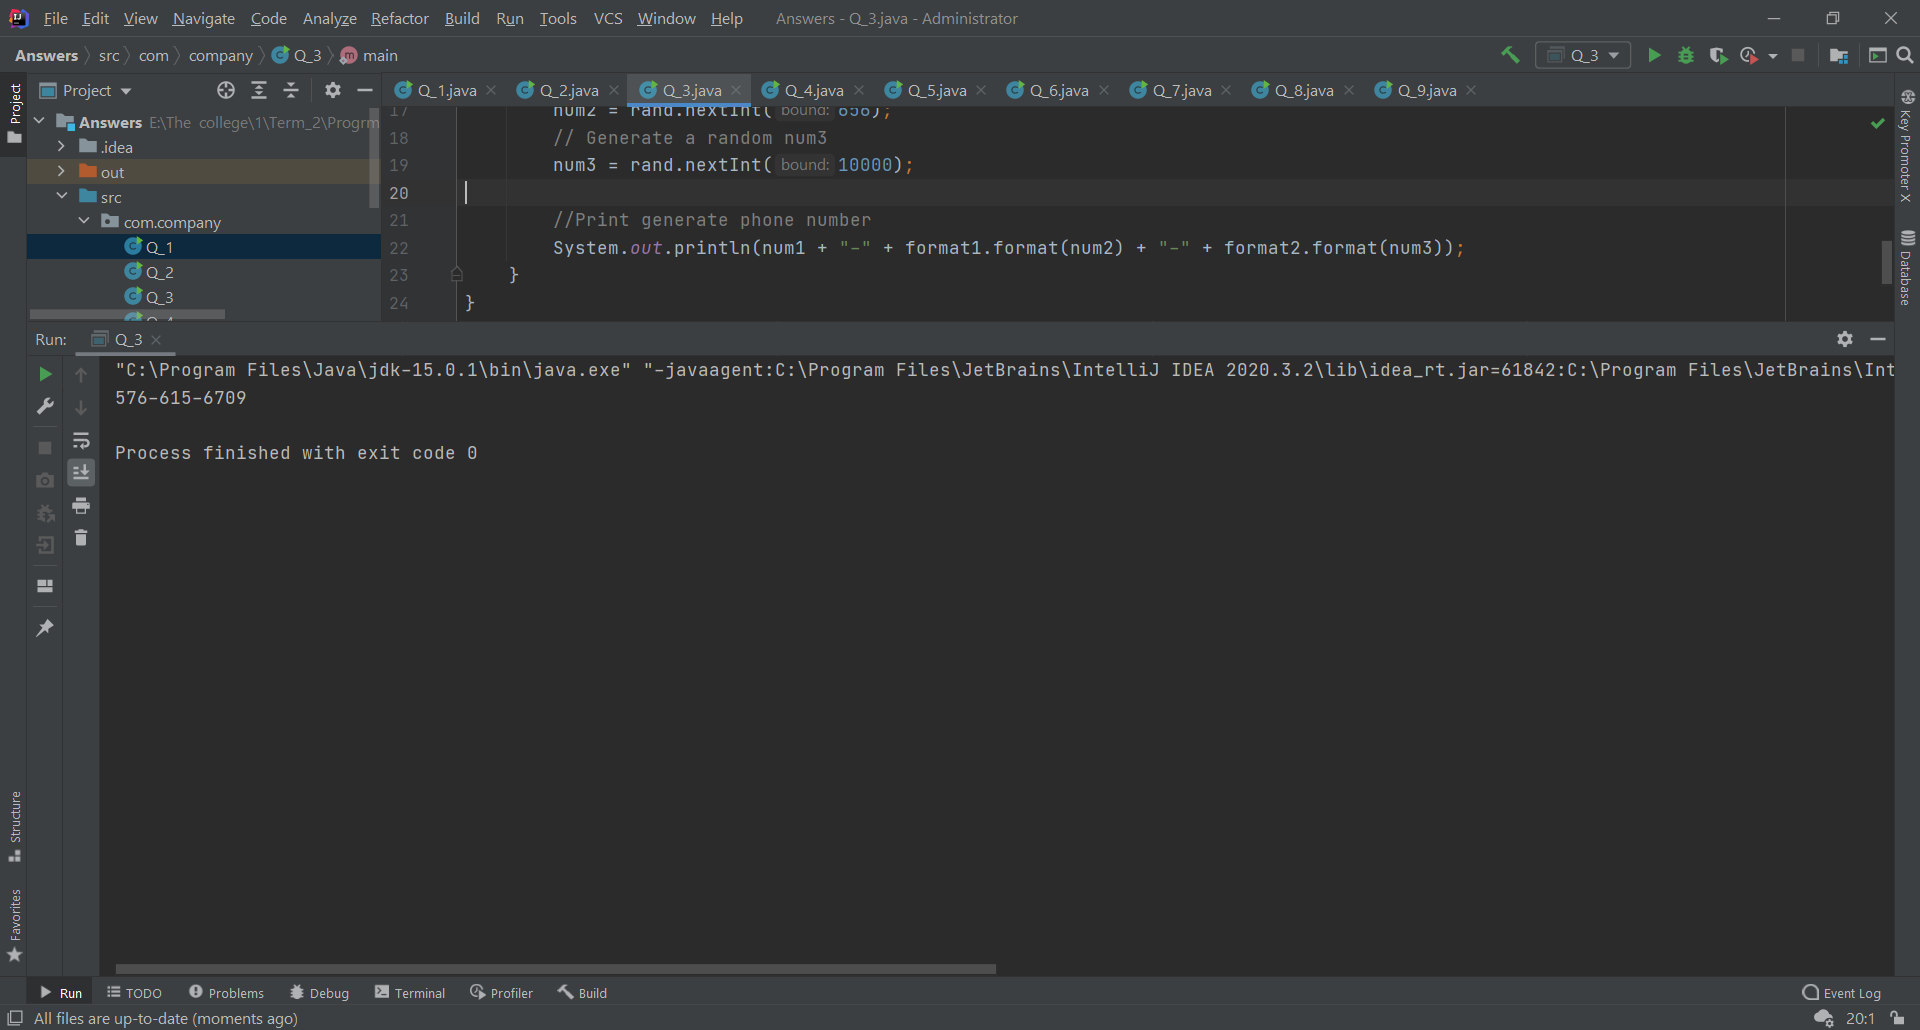 File Edit View Navigate Code Analyze Refactor Build Run Tools VCS Window Help Answers - Q_3.java - Administrator
Answers src com company Q_3 main
Q_3
Project
Q_1.java Q_2.java Q_3.java Q_4.java Q_5.java Q_6.java Q_7.java Q_8.java Q_9.java
Project
Answers E:\The college\1\Term_2\Progrm
.idea
out
src
com.company
Q_1
Q_2
Q_3
17 num2 = rand.nextInt( bound: 856);
18 // Generate a random num3
19 num3 = rand.nextInt( bound: 10000);
20
21 //Print generate phone number
22 System.out.println(num1 + "-" + format1.format(num2) + "-" + format2.format(num3));
23 }
24 }
Key Promoter X
Database
Run: Q_3
"C:\Program Files\Java\jdk-15.0.1\bin\java.exe" "-javaagent:C:\Program Files\JetBrains\IntelliJ IDEA 2020.3.2\lib\idea_rt.jar=61842:C:\Program Files\JetBrains\Int
576-615-6709
Process finished with exit code 0
Structure
Favorites
Run TODO Problems Debug Terminal Profiler Build Event Log
All files are up-to-date (moments ago) 20:1